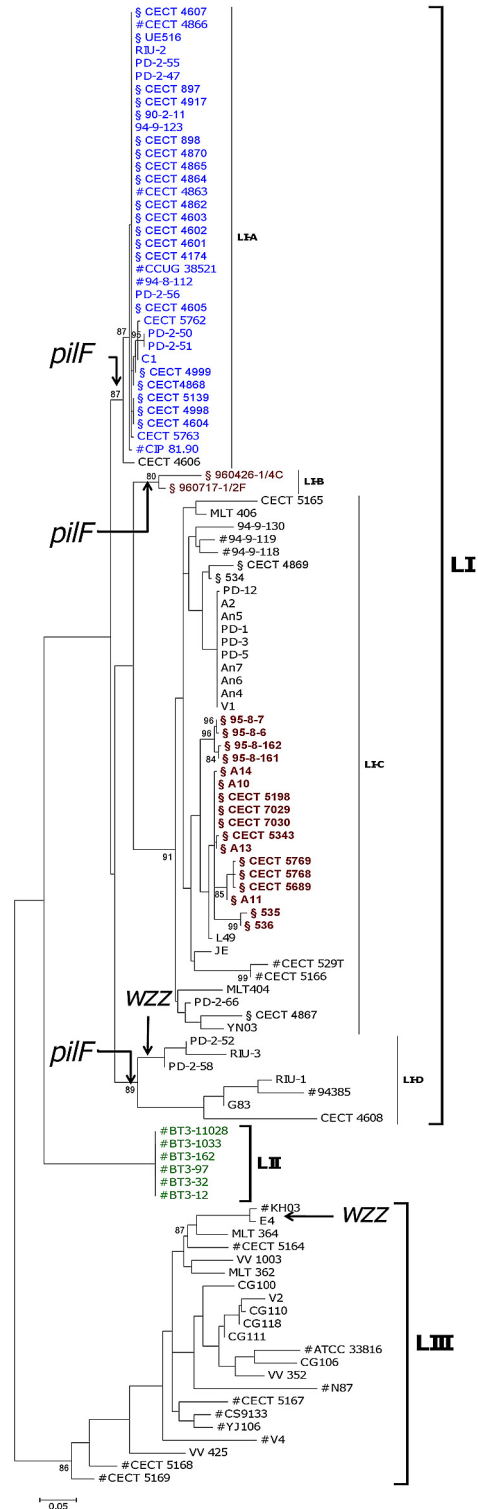 § CECT 4607
#CECT 4866
§ UE516
RIU-2
PD-2-55
PD-2-47
§ CECT 897
§ CECT 4917
§ 90-2-11
94-9-123
§ CECT 898
§ CECT 4870
§ CECT 4865
§ CECT 4864
#CECT 4863
§ CECT 4862
§ CECT 4603
§ CECT 4602
§ CECT 4601
§ CECT 4174
LI-A
#CCUG 38521
#94-8-112
PD-2-56
§ CECT 4605
CECT 5762
87
96
PD-2-50
PD-2-51
pilF
C1
§ CECT 4999
§ CECT4868
87
§ CECT 5139
§ CECT 4998
§ CECT 4604
CECT 5763
#CIP 81.90
CECT 4606
80
§ 960426-1/4C
LI-B
§ 960717-1/2F
CECT 5165
MLT 406
pilF
94-9-130
#94-9-119
#94-9-118
§ CECT 4869
LI
§ 534
PD-12
A2
An5
PD-1
PD-3
PD-5
An7
An6
An4
V1
96
§ 95-8-7
96
§ 95-8-6
§ 95-8-162
84
§ 95-8-161
LI-C
§ A14
§ A10
§ CECT 5198
§ CECT 7029
§ CECT 7030
§ CECT 5343
§ A13
91
§ CECT 5769
§ CECT 5768
§ CECT 5689
85
§ A11
§ 535
99
§ 536
L49
JE
#CECT 529T
99
#CECT 5166
MLT404
WZZ
PD-2-66
§ CECT 4867
YN03
PD-2-52
pilF
RIU-3
PD-2-58
RIU-1
LI-D
89
#94385
G83
CECT 4608
#BT3-11028
#BT3-1033
#BT3-162
LII
#BT3-97
#BT3-32
#BT3-12
#KH03
E4
WZZ
87
MLT 364
#CECT 5164
VV 1003
MLT 362
CG100
V2
CG110
CG118
CG111
LIII
#ATCC 33816
CG106
VV 352
#N87
#CECT 5167
#CS9133
#YJ106
#V4
VV 425
86
#CECT 5168
#CECT 5169
0.05